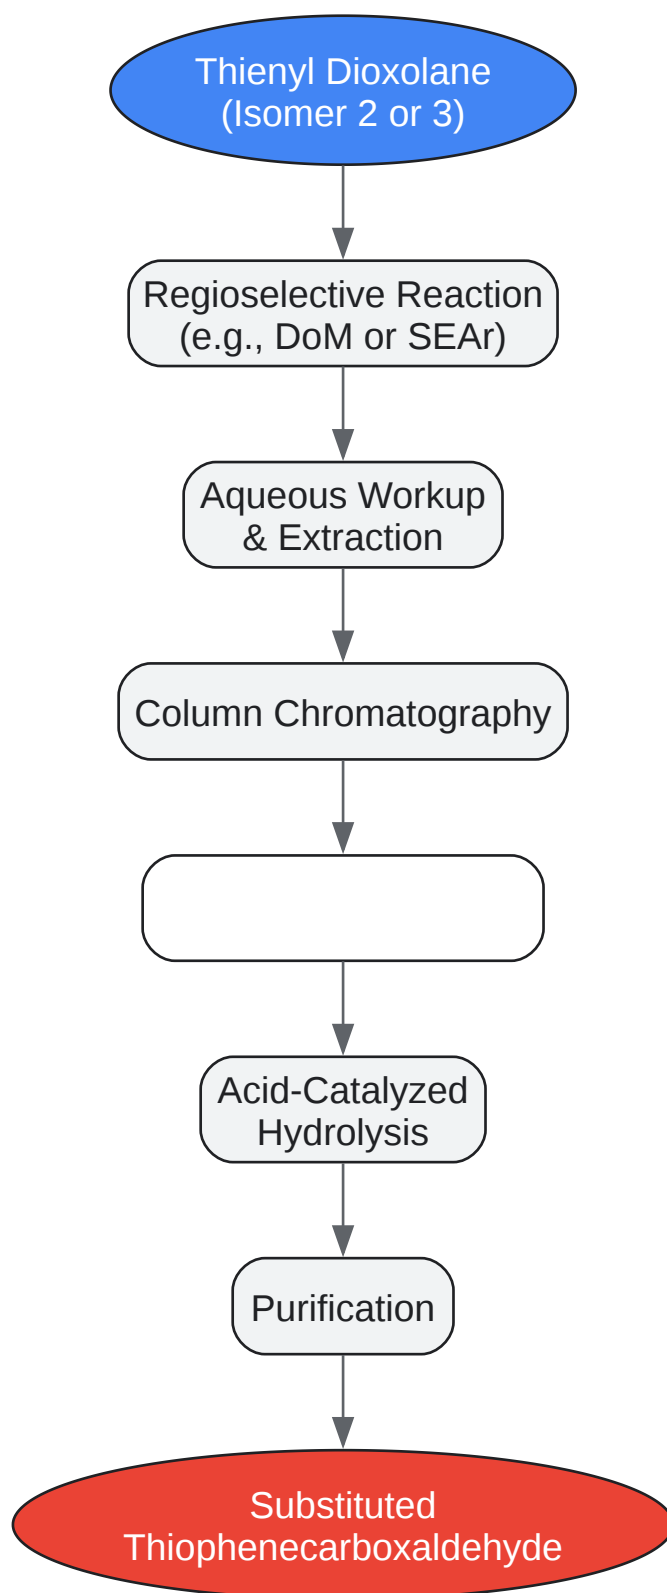 Thienyl Dioxolane
(Isomer 2 or 3)
Regioselective Reaction
(e.g., DoM or SEAr)
Aqueous Workup
& Extraction
Column Chromatography
Acid-Catalyzed
Hydrolysis
Purification
Substituted
Thiophenecarboxaldehyde